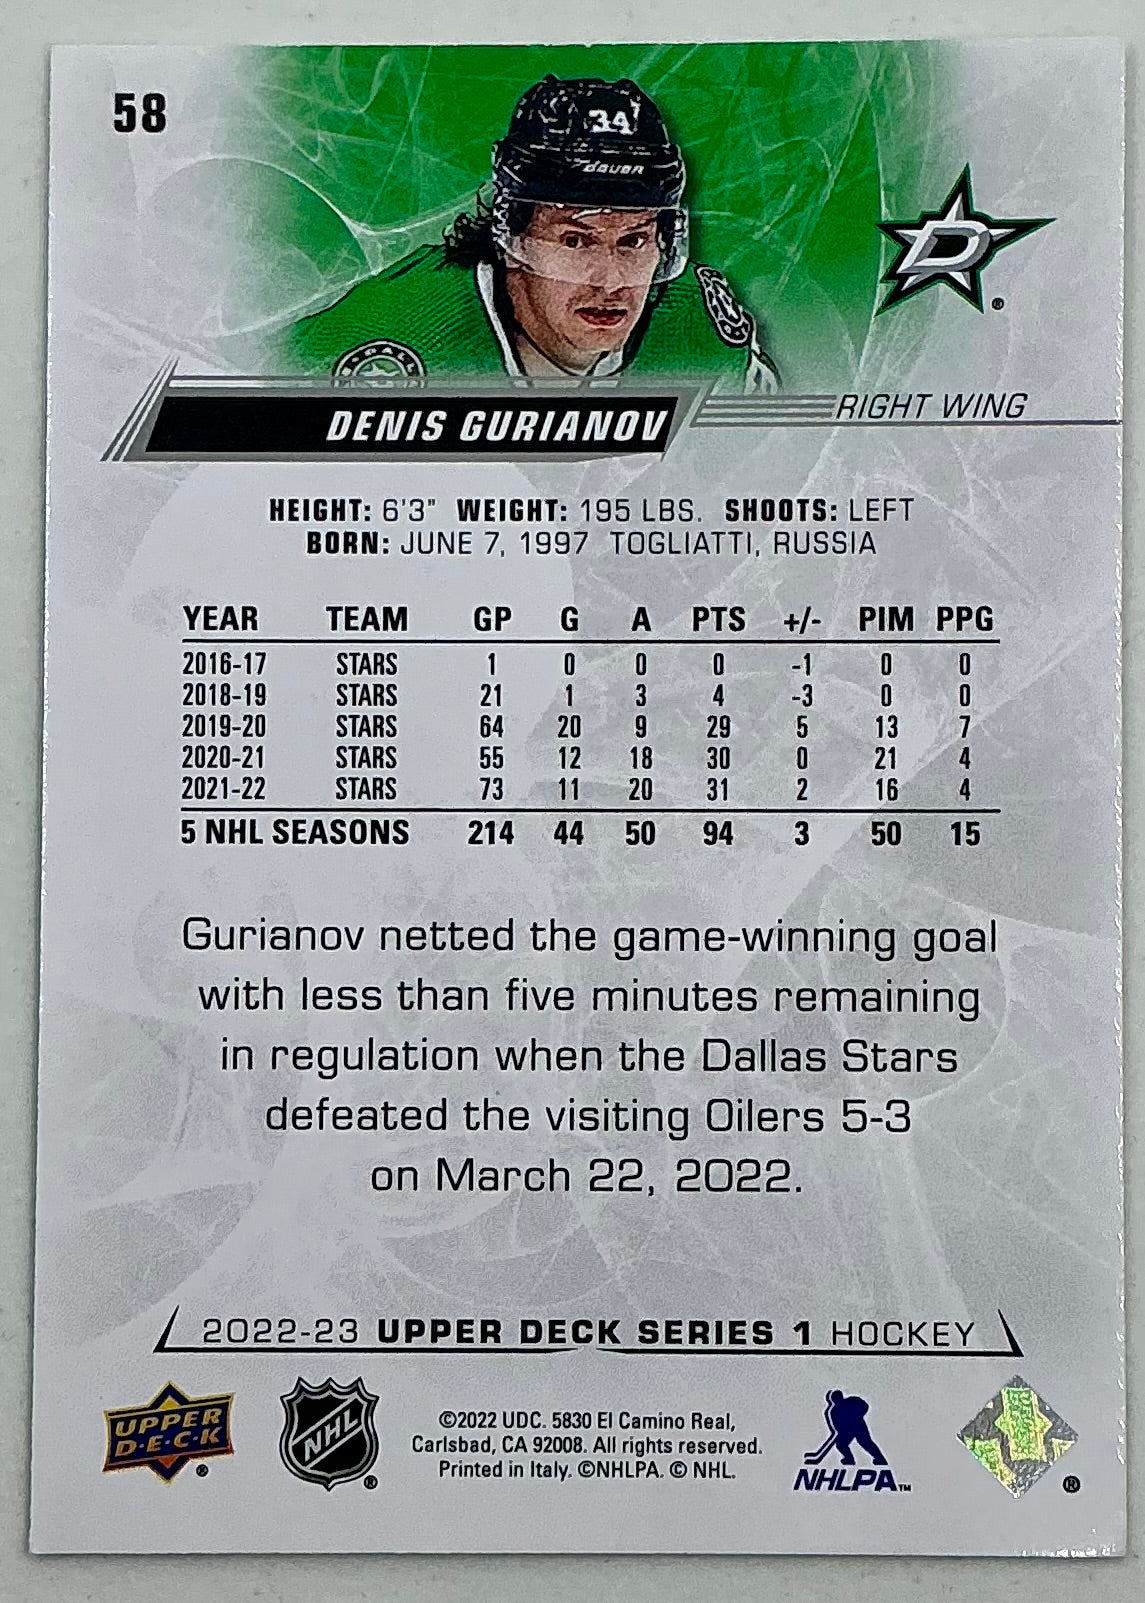 58
34
BAUER
D
DALL
DENIS GURIANOV
RIGHT WING
HEIGHT: 6'3" WEIGHT: 195 LBS. SHOOTS: LEFT
BORN: JUNE 7, 1997 TOGLIATTI, RUSSIA
YEAR TEAM GP G A PTS +/- PIM PPG
2016-17 STARS 1 0 0 0 -1 0 0
2018-19 STARS 21 1 3 4 -3 0 0
2019-20 STARS 64 20 9 29 5 13 7
2020-21 STARS 55 12 18 30 0 21 4
2021-22 STARS 73 11 20 31 2 16 4
5 NHL SEASONS 214 44 50 94 3 50 15
Gurianov netted the game-winning goal
with less than five minutes remaining
in regulation when the Dallas Stars
defeated the visiting Oilers 5-3
on March 22, 2022.
2022-23 UPPER DECK SERIES 1 HOCKEY
UPPER
D·E·C·K
®
NHL
®
©2022 UDC. 5830 El Camino Real,
Carlsbad, CA 92008. All rights reserved.
Printed in Italy. ©NHLPA. © NHL.
NHLPA™
®